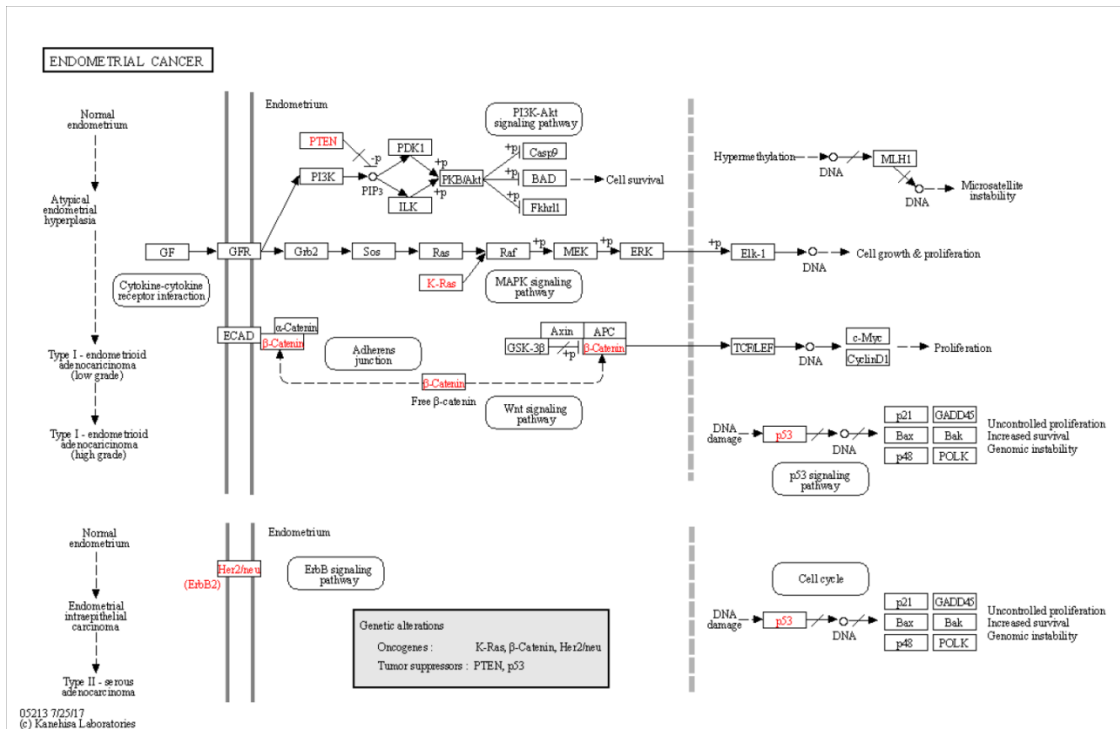 ENDOMETRIAL CANCER
Normal
endometrium
Atypical
endometrial
hyperplasia
Type I - endometrioid
adenocarcinoma
(low grade)
Type I - endometrioid
adenocaricinoma
(high grade)
Endometrium
PTEN
-p
PI3K
PIP3
PDK1
ILK
+p
+p
PKB/Akt
PI3K-Akt
signaling pathway
+p
+p
+p
Casp9
BAD
Fkhrl1
Cell survival
Hypermethylation
DNA
MLH1
DNA
Microsatellite
instability
GF
GFR
Grb2
Sos
Ras
Raf
+p
MEK
+p
ERK
+p
Elk-1
DNA
Cell growth & proliferation
K-Ras
MAPK signaling
pathway
Cytokine-cytokine
receptor interaction
ECAD
α-Catenin
β-Catenin
Adherens
junction
β-Catenin
Free β-catenin
Wnt signaling
pathway
Axin
APC
GSK-3β
+p
β-Catenin
TCF/LEF
DNA
c-Myc
CyclinD1
Proliferation
DNA
damage
p53
DNA
p21
GADD45
Bax
Bak
p48
POLK
Uncontrolled proliferation
Increased survival
Genomic instability
p53 signaling
pathway
Normal
endometrium
Endometrial
intraepithelial
carcinoma
Type II - serous
adenocarcinoma
Endometrium
Her2/neu
(ErbB2)
ErbB signaling
pathway
Cell cycle
DNA
damage
p53
DNA
p21
GADD45
Bax
Bak
p48
POLK
Uncontrolled proliferation
Increased survival
Genomic instability
Genetic alterations
Oncogenes : K-Ras, β-Catenin, Her2/neu
Tumor suppressors : PTEN, p53
05213 7/25/17
(c) Kanehisa Laboratories